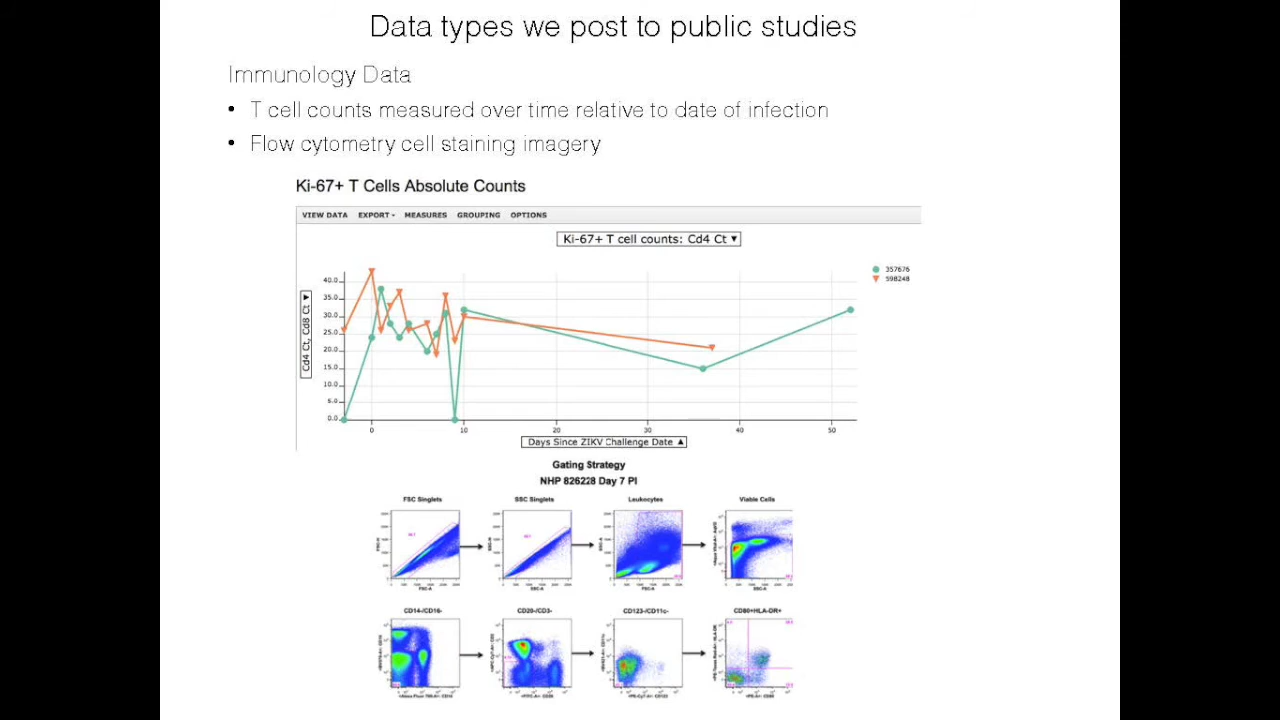 Data types we post to public studies
Immunology Data
• T cell counts measured over time relative to date of infection
• Flow cytometry cell staining imagery
Ki-67+ T Cells Absolute Counts
VIEW DATA EXPORT MEASURES GROUPING OPTIONS
Ki-67+ T cell counts: Cd4 Ct ▼
357676
598248
40.0
35.0
30.0
25.0
20.0
15.0
10.0
5.0
0.0
Cd4 Ct, Cd8 Ct ▼
0 10 20 30 40 50
Days Since ZIKV Challenge Date ▲
Gating Strategy
NHP 826228 Day 7 PI
FSC Singlets SSC Singlets Leukocytes Viable Cells
FSC-A SSC-A FSC-A SSC-A
CD14-/CD16- CD20-/CD3- CD123-/CD11c- CD80+HLA-DR+